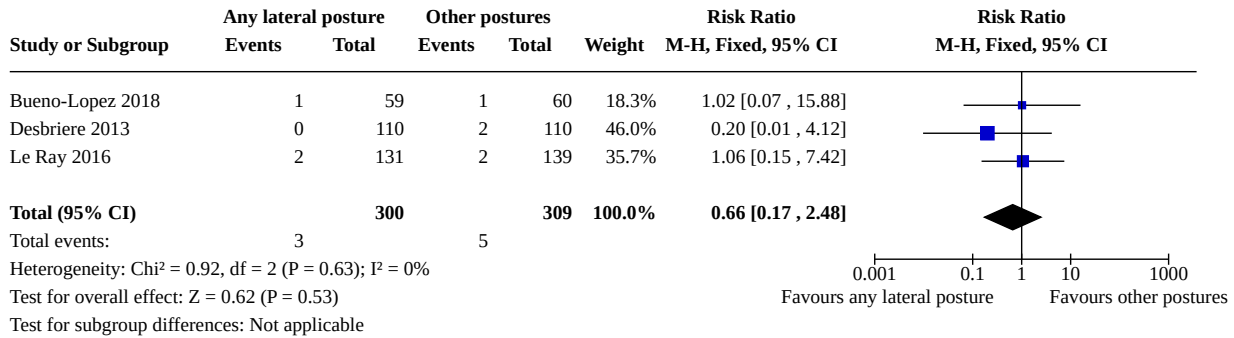 Any lateral posture Other postures Risk Ratio Risk Ratio
Study or Subgroup Events Total Events Total Weight M-H, Fixed, 95% CI M-H, Fixed, 95% CI
Bueno-Lopez 2018 1 59 1 60 18.3% 1.02 [0.07 , 15.88]
Desbriere 2013 0 110 2 110 46.0% 0.20 [0.01 , 4.12]
Le Ray 2016 2 131 2 139 35.7% 1.06 [0.15 , 7.42]
Total (95% CI) 300 309 100.0% 0.66 [0.17 , 2.48]
Total events: 3 5
Heterogeneity: Chi² = 0.92, df = 2 (P = 0.63); I² = 0% 0.001 0.1 1 10 1000
Test for overall effect: Z = 0.62 (P = 0.53) Favours any lateral posture Favours other postures
Test for subgroup differences: Not applicable